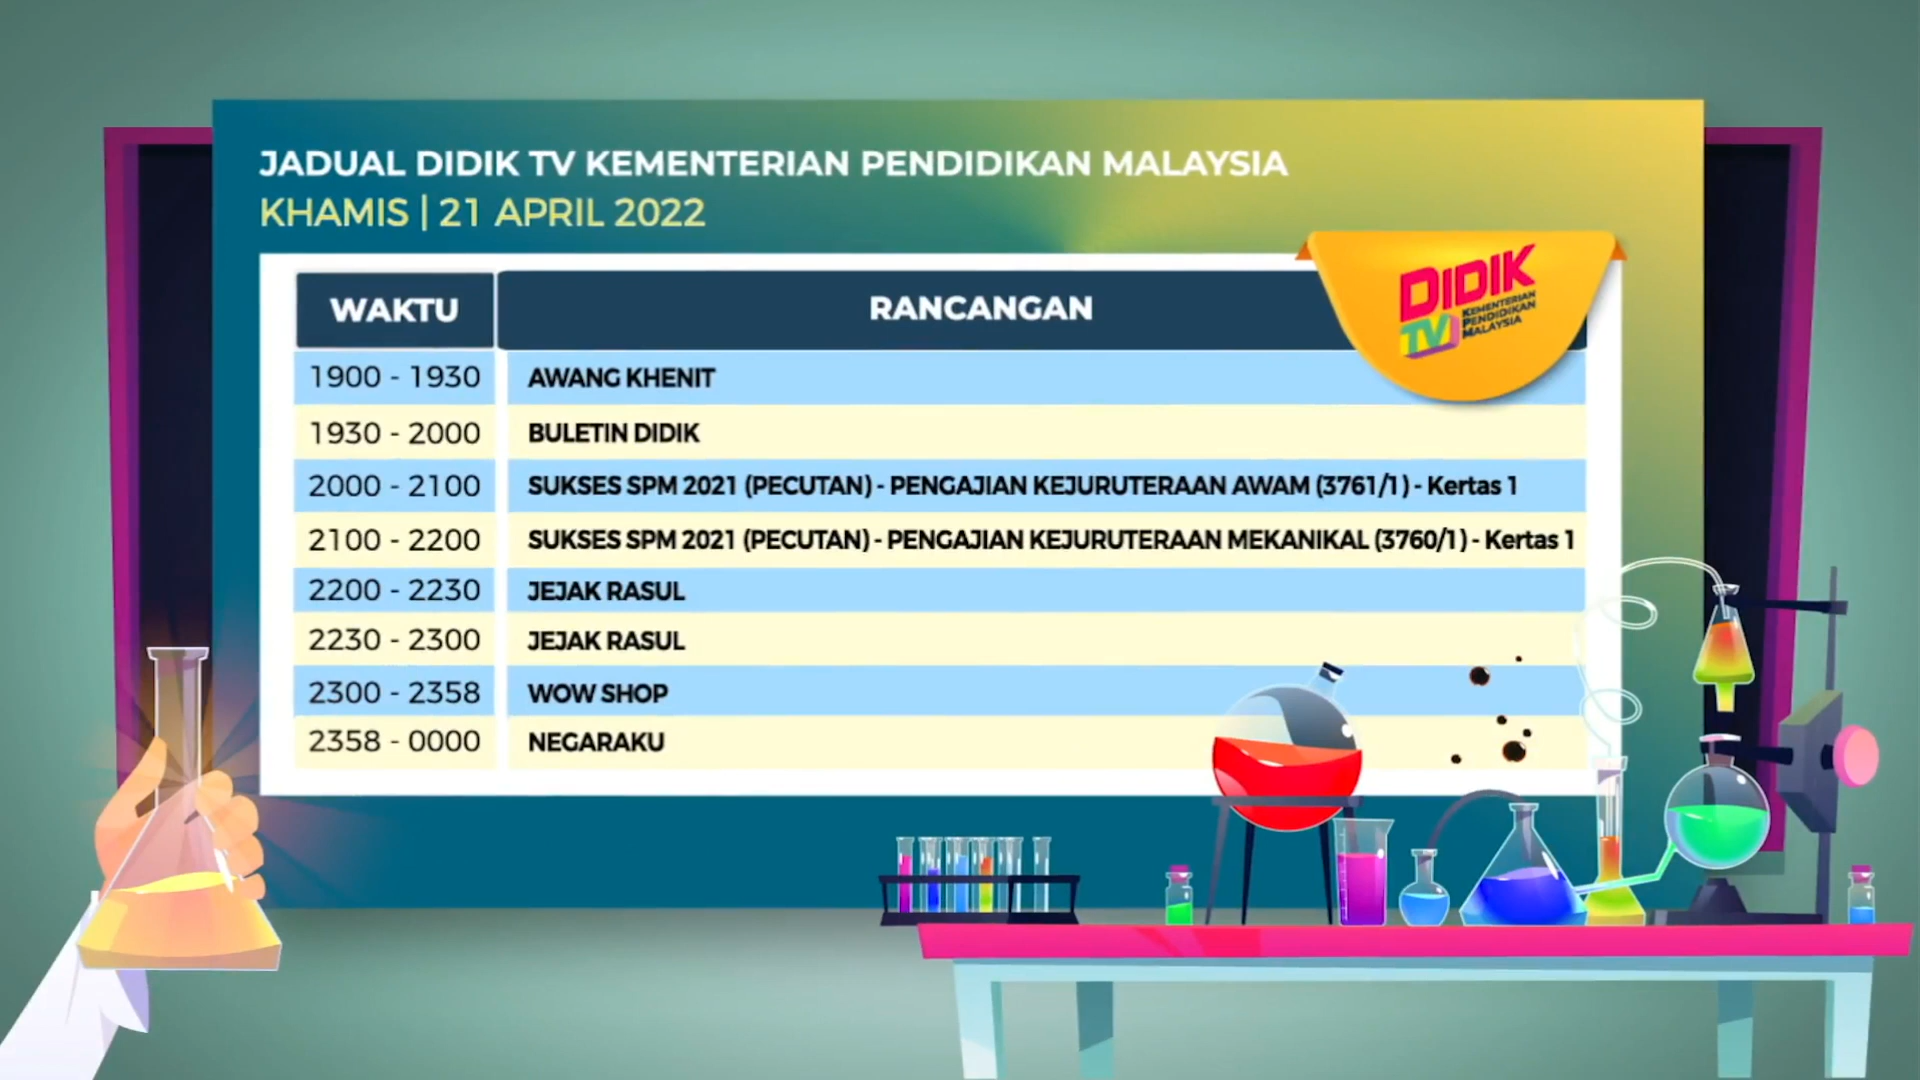 JADUAL DIDIK TV KEMENTERIAN PENDIDIKAN MALAYSIA
KHAMIS | 21 APRIL 2022
DIDIK
TV KEMENTERIAN
PENDIDIKAN
MALAYSIA
WAKTU RANCANGAN
1900 - 1930 AWANG KHENIT
1930 - 2000 BULETIN DIDIK
2000 - 2100 SUKSES SPM 2021 (PECUTAN) - PENGAJIAN KEJURUTERAAN AWAM (3761/1) - Kertas 1
2100 - 2200 SUKSES SPM 2021 (PECUTAN) - PENGAJIAN KEJURUTERAAN MEKANIKAL (3760/1) - Kertas 1
2200 - 2230 JEJAK RASUL
2230 - 2300 JEJAK RASUL
2300 - 2358 WOW SHOP
2358 - 0000 NEGARAKU